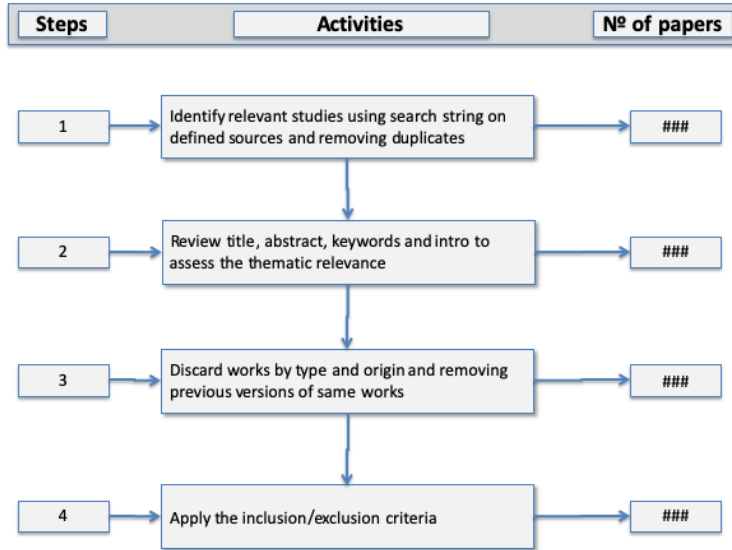 Steps Activities Nº of papers
1 Identify relevant studies using search string on
defined sources and removing duplicates ###
2 Review title, abstract, keywords and intro to
assess the thematic relevance ###
3 Discard works by type and origin and removing
previous versions of same works ###
4 Apply the inclusion/exclusion criteria ###